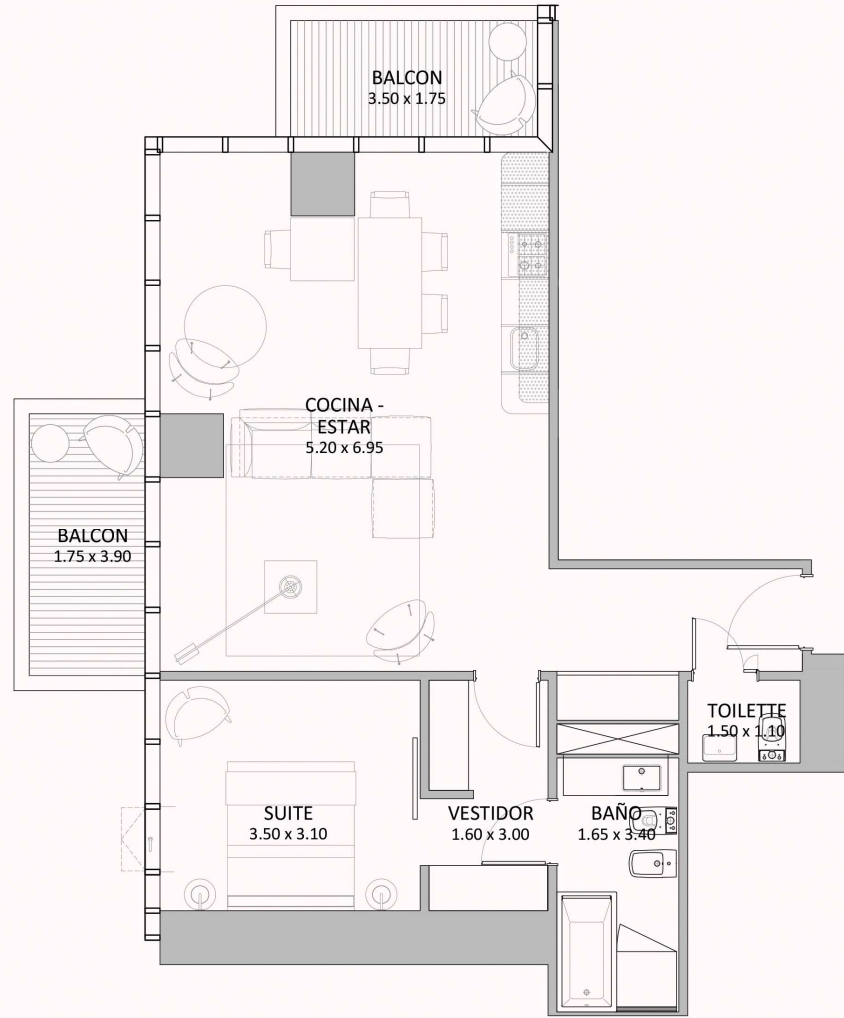 BALCON
3.50 x 1.75
COCINA -
ESTAR
5.20 x 6.95
BALCON
1.75 x 3.90
TOILETTE
1.50 x 1.10
SUITE
3.50 x 3.10
VESTIDOR
1.60 x 3.00
BAÑO
1.65 x 3.40